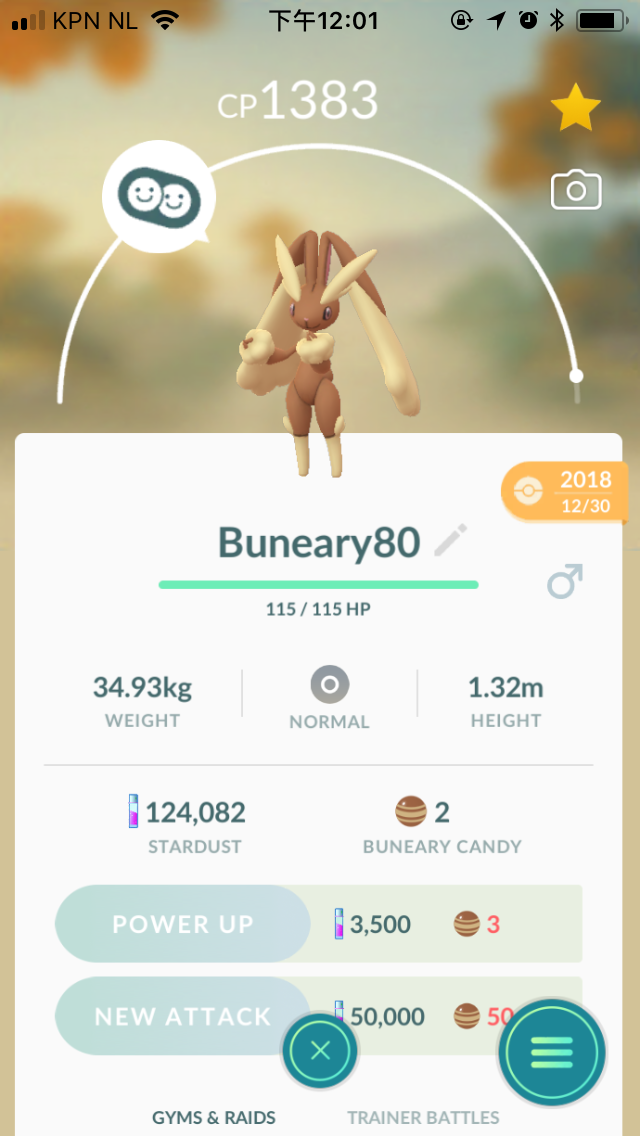 KPN NL 下午12:01
CP1383
2018
12/30
Buneary80
115 / 115 HP
34.93kg
WEIGHT
NORMAL
1.32m
HEIGHT
124,082
STARDUST
2
BUNEARY CANDY
POWER UP 3,500 3
NEW ATTACK 50,000 50
GYMS & RAIDS TRAINER BATTLES